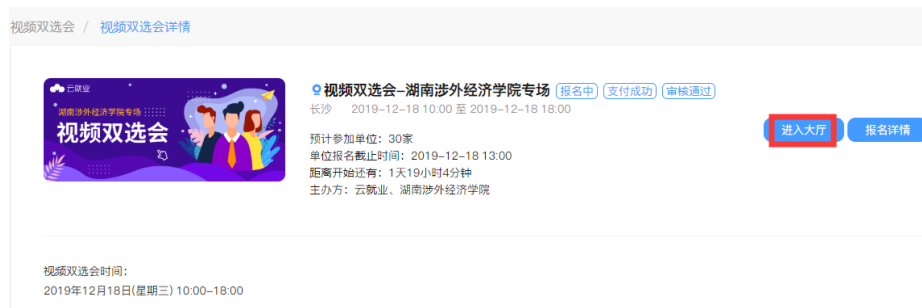 视频双选会 / 视频双选会详情
云就业
湖南涉外经济学院专场
视频双选会
视频双选会-湖南涉外经济学院专场 报名中 支付成功 审核通过
长沙 2019-12-18 10:00 至 2019-12-18 18:00
预计参加单位：30家
单位报名截止时间：2019-12-18 13:00
距离开始还有：1天19小时4分钟
主办方：云就业、湖南涉外经济学院
进入大厅 报名详情
视频双选会时间：
2019年12月18日(星期三) 10:00-18:00